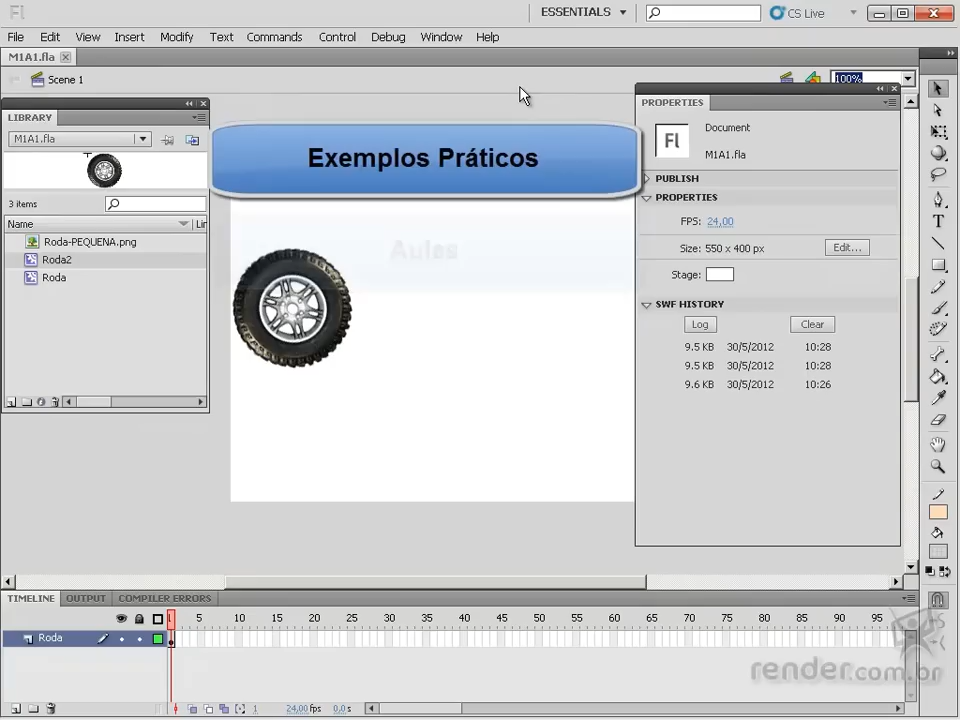 Fl
ESSENTIALS
CS Live
File Edit View Insert Modify Text Commands Control Debug Window Help
M1A1.fla
Scene 1
100%
LIBRARY
M1A1.fla
3 items
Name
Lir
Roda-PEQUENA.png
Roda2
Roda
Exemplos Práticos
Aulas
PROPERTIES
Fl
Document
M1A1.fla
PUBLISH
PROPERTIES
FPS: 24,00
Size: 550 x 400 px Edit...
Stage:
SWF HISTORY
Log Clear
9.5 KB 30/5/2012 10:28
9.5 KB 30/5/2012 10:28
9.6 KB 30/5/2012 10:26
TIMELINE OUTPUT COMPILER ERRORS
1 5 10 15 20 25 30 35 40 45 50 55 60 65 70 75 80 85 90 95
Roda
1 24,00 fps 0,0 s
render.com.br